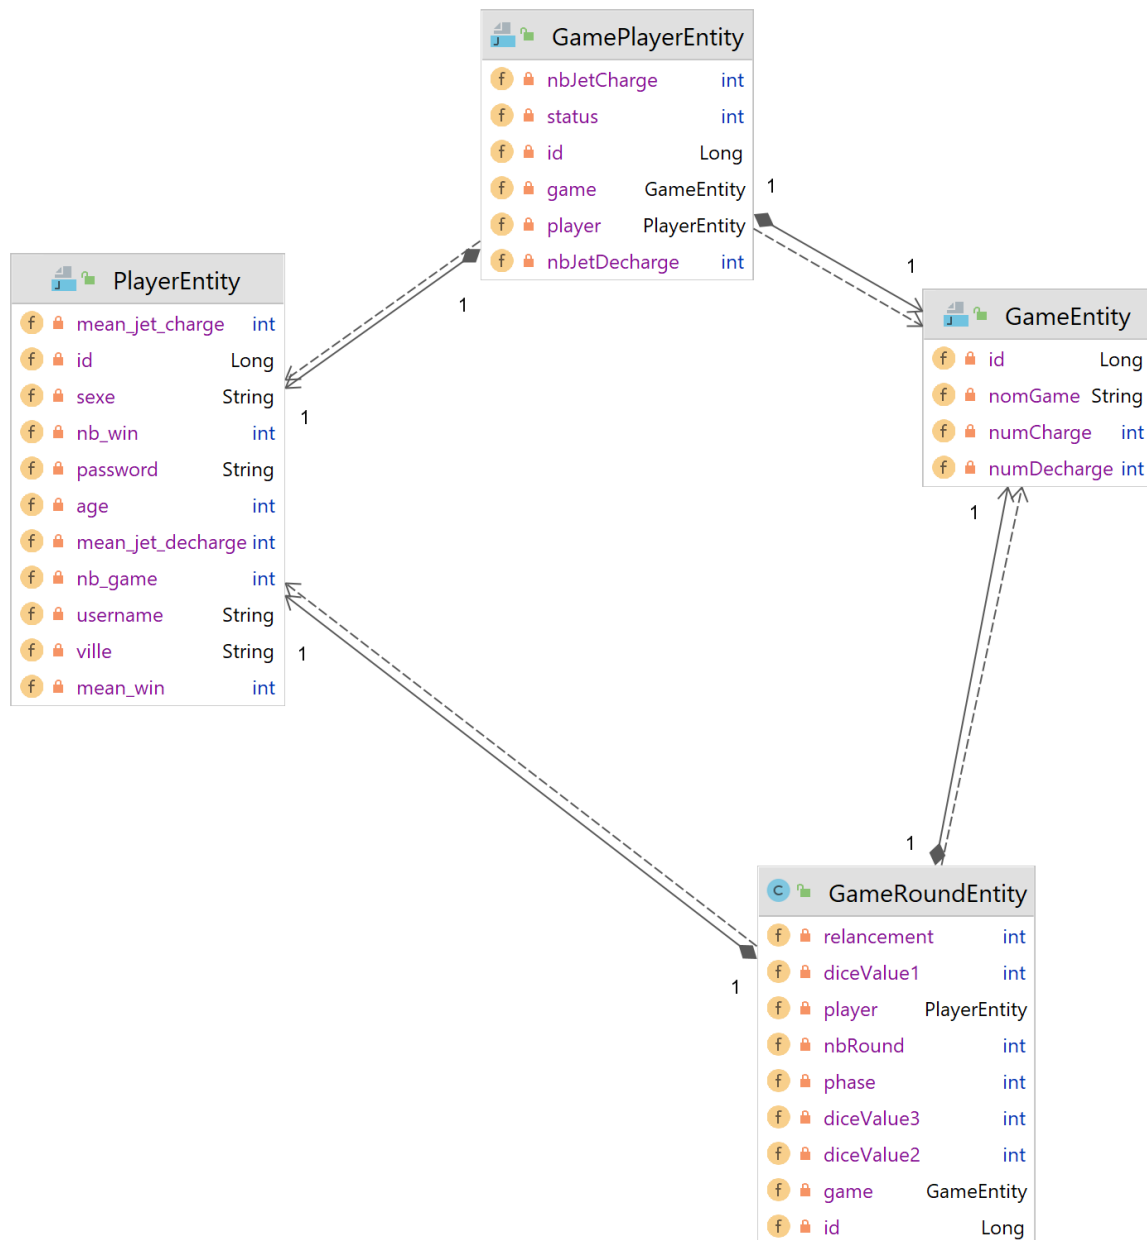 GamePlayerEntity
nbJetCharge int
status int
id Long
game GameEntity
player PlayerEntity
nbJetDecharge int
1
1
1
1
PlayerEntity
mean_jet_charge int
id Long
sexe String
nb_win int
password String
age int
mean_jet_decharge int
nb_game int
username String
ville String
mean_win int
GameEntity
id Long
nomGame String
numCharge int
numDecharge int
1
1
1
1
GameRoundEntity
relancement int
diceValue1 int
player PlayerEntity
nbRound int
phase int
diceValue3 int
diceValue2 int
game GameEntity
id Long